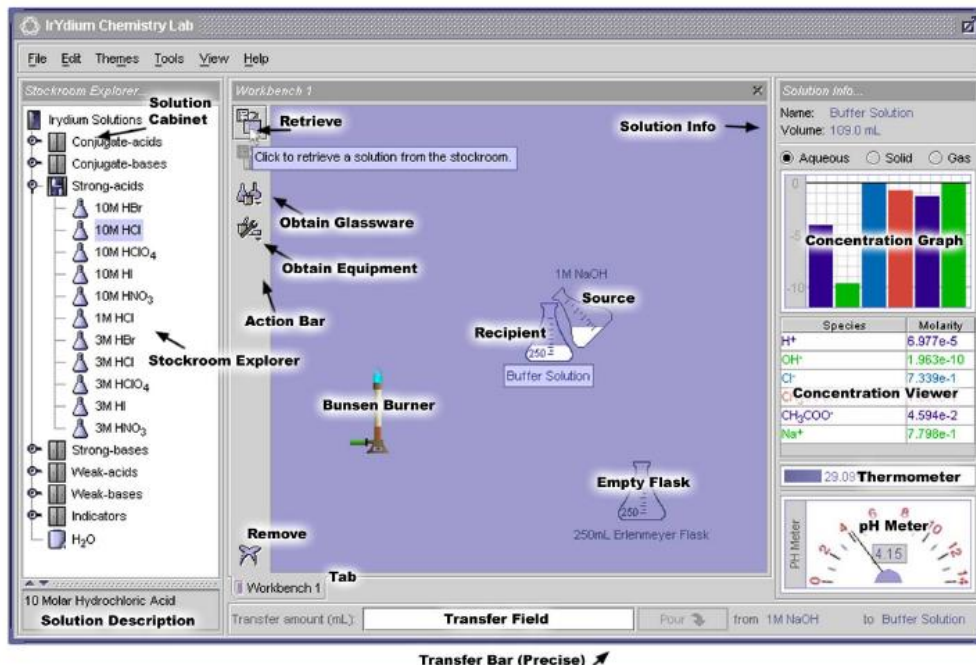 IrYdium Chemistry Lab
File Edit Themes Tools View Help
Stockroom Explorer...
Solution
Cabinet
Irydium Solutions
Conjugate-acids
Conjugate-bases
Strong-acids
10M HBr
10M HCl
10M HClO4
10M HI
10M HNO3
1M HCl
3M HBr
3M HCl
3M HClO4
3M HI
3M HNO3
Stockroom Explorer
Strong-bases
Weak-acids
Weak-bases
Indicators
H2O
10 Molar Hydrochloric Acid
Solution Description
Workbench 1
Retrieve
Click to retrieve a solution from the stockroom.
Obtain Glassware
Obtain Equipment
Action Bar
Solution Info
1M NaOH
Source
Recipient
250
Buffer Solution
Bunsen Burner
Empty Flask
250
250mL Erlenmeyer Flask
Remove
Tab
Workbench 1
Transfer amount (mL): Transfer Field Pour from 1M NaOH to Buffer Solution
Transfer Bar (Precise)
Solution Info...
Name: Buffer Solution
Volume: 109.0 mL
Aqueous Solid Gas
0
-5
-10
Concentration Graph
Species Molarity
H+ 6.977e-5
OH- 1.963e-10
Cl- 7.339e-1
Concentration Viewer
CH3COO- 4.594e-2
Na+ 7.798e-1
29.09 Thermometer
PH Meter
0 2 4 6 8 10 12 14
pH Meter
4.15